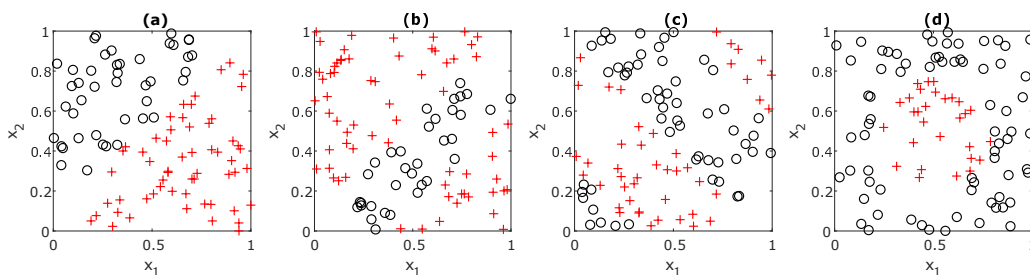 (a) (b) (c) (d)
1 1 1 1
0.8 0.8 0.8 0.8
0.6 0.6 0.6 0.6
x2 x2 x2 x2
0.4 0.4 0.4 0.4
0.2 0.2 0.2 0.2
0 0 0 0
0 0.5 1 0 0.5 1 0 0.5 1 0 0.5 1
x1 x1 x1 x1